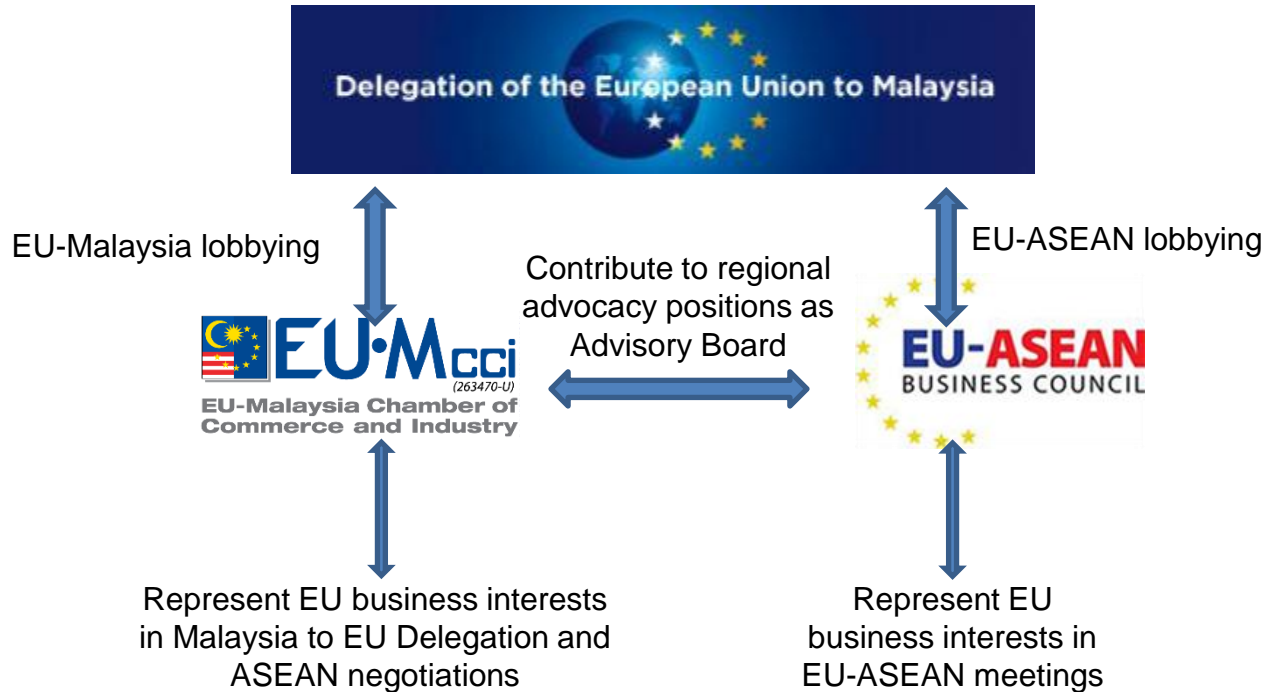 Delegation of the European Union to Malaysia
EU-Malaysia lobbying
EU-ASEAN lobbying
Contribute to regional
advocacy positions as
Advisory Board
EU•Mcci
(263470-U)
EU-Malaysia Chamber of
Commerce and Industry
EU-ASEAN
BUSINESS COUNCIL
Represent EU business interests
in Malaysia to EU Delegation and
ASEAN negotiations
Represent EU
business interests in
EU-ASEAN meetings